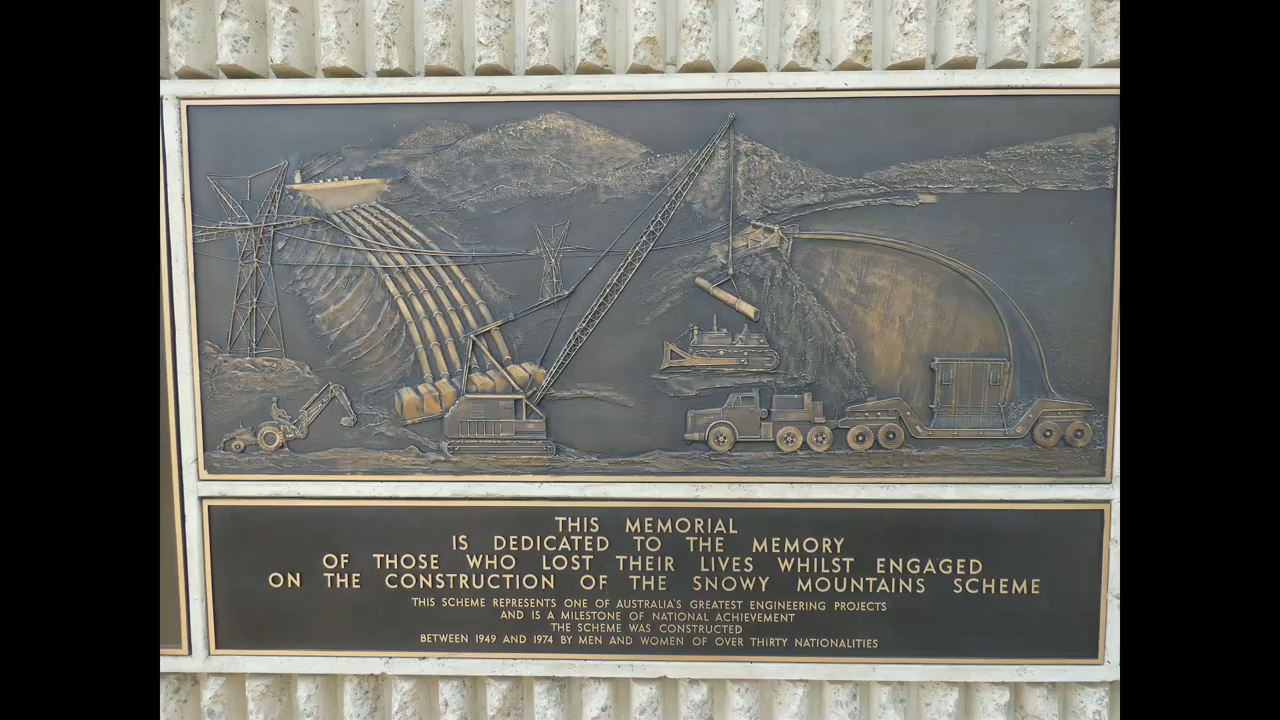 THIS MEMORIAL
IS DEDICATED TO THE MEMORY
OF THOSE WHO LOST THEIR LIVES WHILST ENGAGED
ON THE CONSTRUCTION OF THE SNOWY MOUNTAINS SCHEME
THIS SCHEME REPRESENTS ONE OF AUSTRALIA'S GREATEST ENGINEERING PROJECTS
AND IS A MILESTONE OF NATIONAL ACHIEVEMENT
THE SCHEME WAS CONSTRUCTED
BETWEEN 1949 AND 1974 BY MEN AND WOMEN OF OVER THIRTY NATIONALITIES